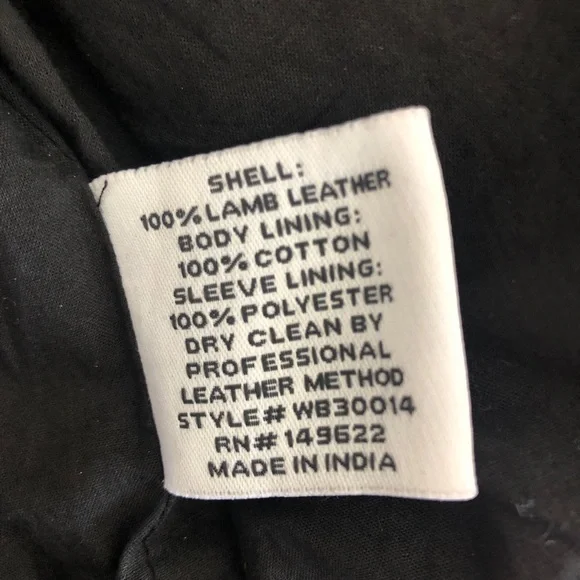 SHELL:
100% LAMB LEATHER
BODY LINING:
100% COTTON
SLEEVE LINING:
100% POLYESTER
DRY CLEAN BY
PROFESSIONAL
LEATHER METHOD
STYLE# WB30014
RN# 149622
MADE IN INDIA